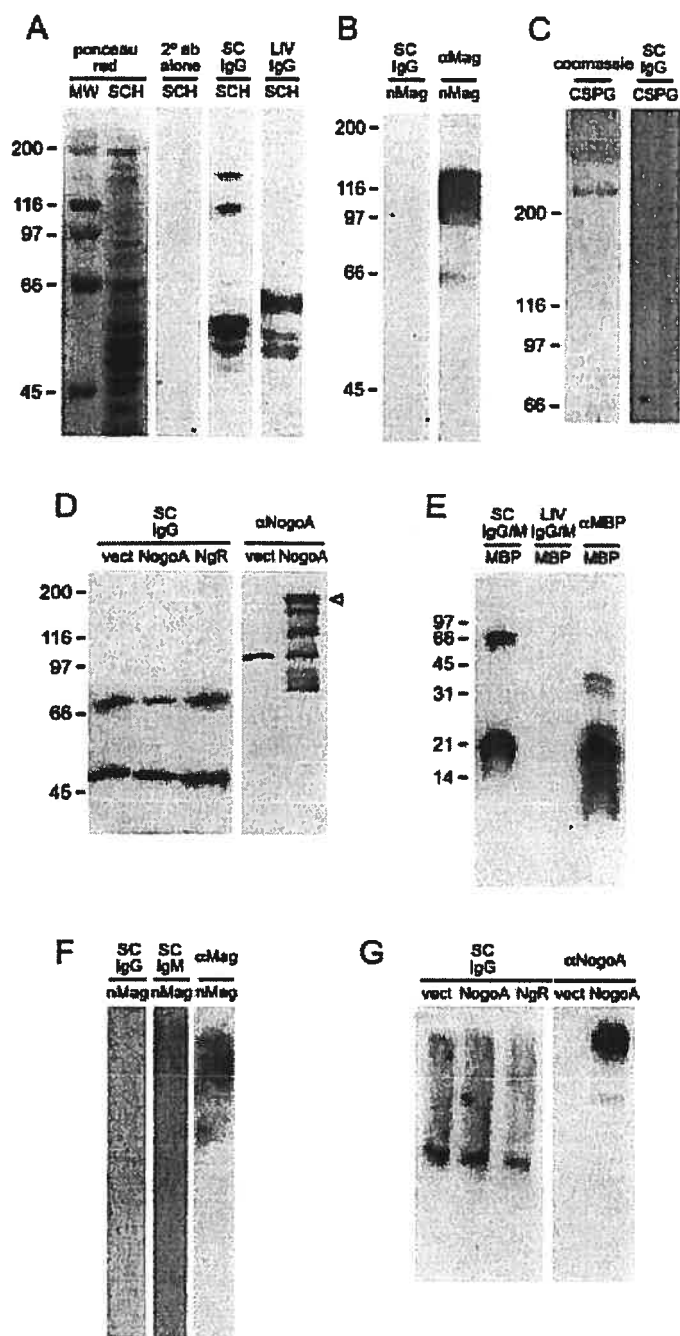 A
ponceau red 2° ab alone SC IgG LIV IgG
MW SCH SCH SCH SCH
200
116
97
66
45
B
SC IgG αMag
nMag nMag
200
116
97
66
45
C
coomassie SC IgG
CSPG CSPG
200
116
97
66
D
SC IgG αNogoA
vect NogoA NgR vect NogoA
200
116
97
66
45
E
SC IgG/M LIV IgG/M αMBP
MBP MBP MBP
97
66
45
31
21
14
F
SC IgG SC IgM αMag
nMag nMag nMag
G
SC IgG αNogoA
vect NogoA NgR vect NogoA